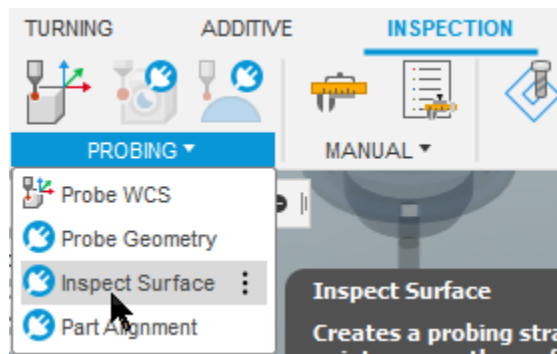 TURNING
ADDITIVE
INSPECTION
PROBING
MANUAL
Probe WCS
Probe Geometry
Inspect Surface
Part Alignment
Inspect Surface
Creates a probing stra